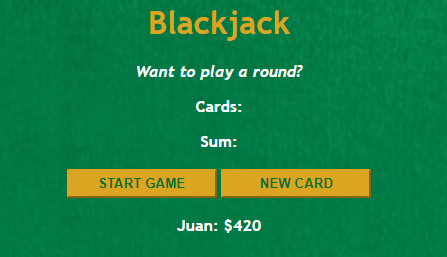 Blackjack
Want to play a round?
Cards:
Sum:
START GAME NEW CARD
Juan: $420